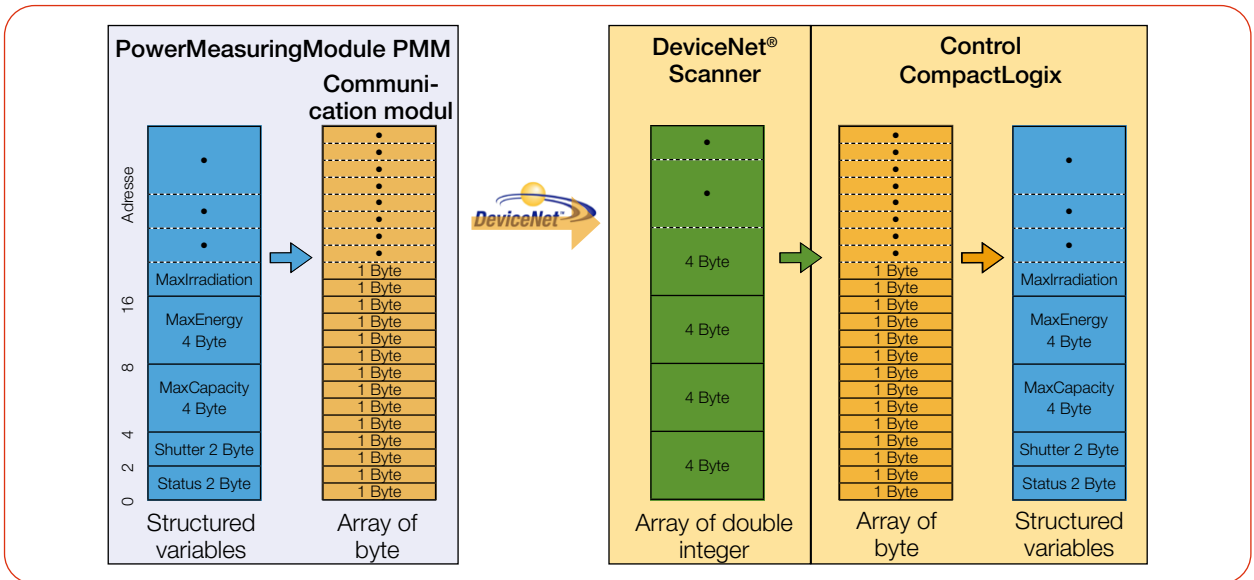 PowerMeasuringModule PMM
Communi-
cation modul
Adresse
16
8
4
2
0
MaxIrradiation
MaxEnergy
4 Byte
MaxCapacity
4 Byte
Shutter 2 Byte
Status 2 Byte
1 Byte
1 Byte
1 Byte
1 Byte
1 Byte
1 Byte
1 Byte
1 Byte
1 Byte
1 Byte
1 Byte
1 Byte
1 Byte
1 Byte
Structured
variables
Array of
byte
DeviceNet™
DeviceNet®
Scanner
4 Byte
4 Byte
4 Byte
4 Byte
Array of double
integer
Control
CompactLogix
1 Byte
1 Byte
1 Byte
1 Byte
1 Byte
1 Byte
1 Byte
1 Byte
1 Byte
1 Byte
1 Byte
1 Byte
1 Byte
1 Byte
MaxIrradiation
MaxEnergy
4 Byte
MaxCapacity
4 Byte
Shutter 2 Byte
Status 2 Byte
Array of
byte
Structured
variables